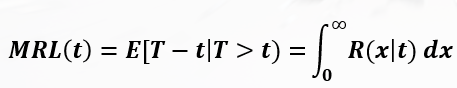 MRL(t) = E[T − t|T > t) = ∫₀^∞ R(x|t) dx